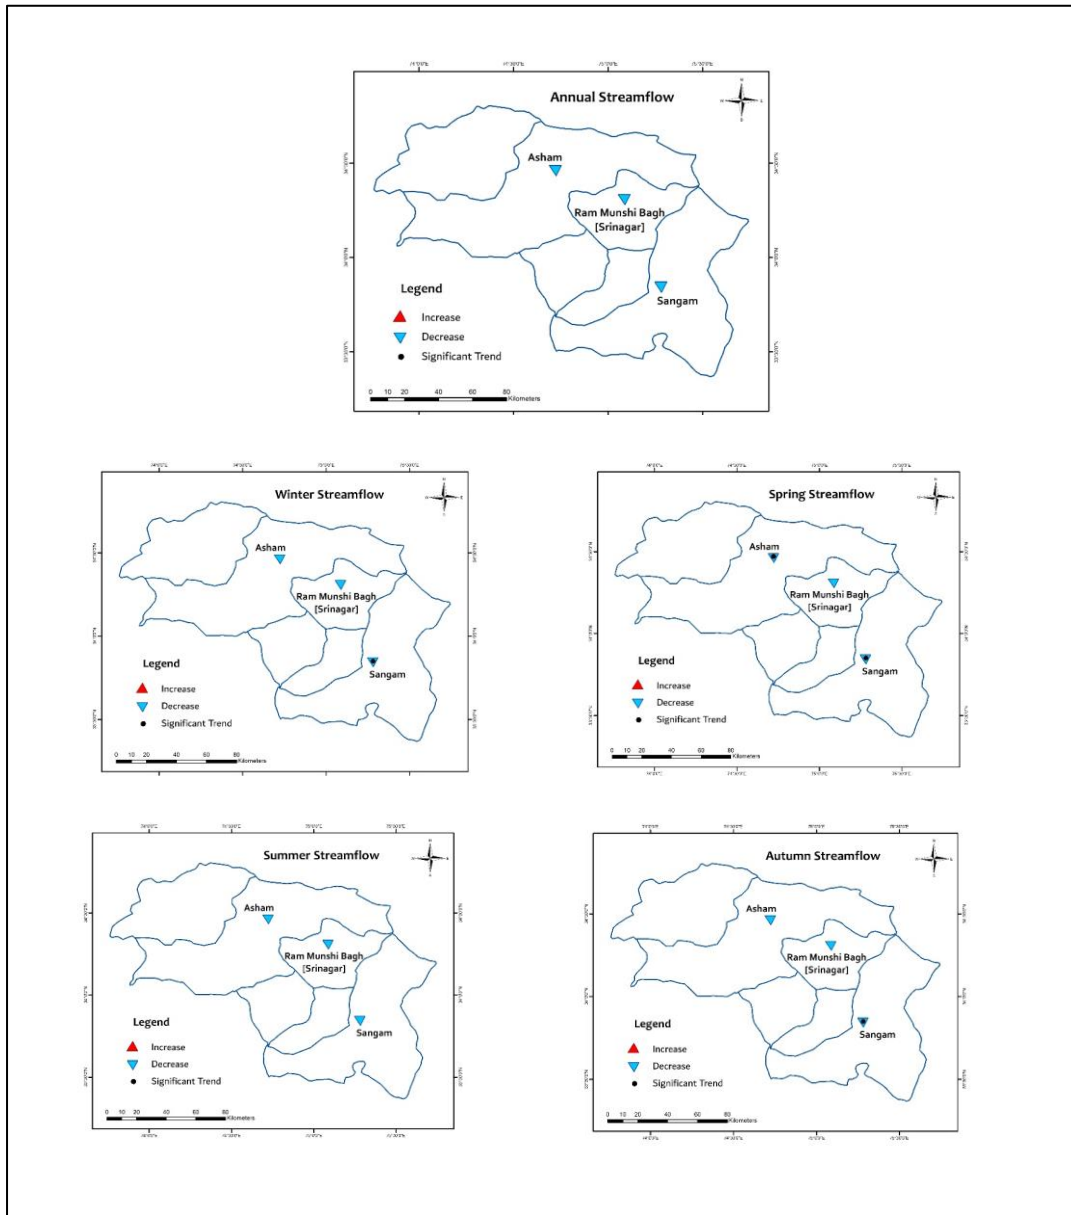 Annual Streamflow
Asham
Ram Munshi Bagh
[Srinagar]
Sangam
Legend
Increase
Decrease
Significant Trend
0 10 20 40 60 80
Kilometers
Winter Streamflow
Asham
Ram Munshi Bagh
[Srinagar]
Sangam
Legend
Increase
Decrease
Significant Trend
0 10 20 40 60 80
Kilometers
Spring Streamflow
Asham
Ram Munshi Bagh
[Srinagar]
Sangam
Legend
Increase
Decrease
Significant Trend
0 10 20 40 60 80
Kilometers
Summer Streamflow
Asham
Ram Munshi Bagh
[Srinagar]
Sangam
Legend
Increase
Decrease
Significant Trend
0 10 20 40 60 80
Kilometers
Autumn Streamflow
Asham
Ram Munshi Bagh
[Srinagar]
Sangam
Legend
Increase
Decrease
Significant Trend
0 10 20 40 60 80
Kilometers